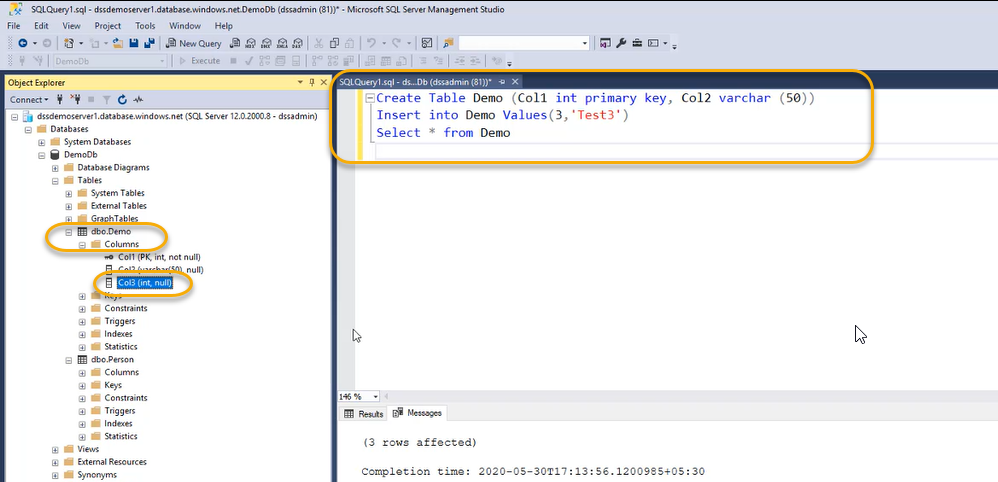 SQLQuery1.sql - dssdemoserver1.database.windows.net.DemoDb (dssadmin (81))* - Microsoft SQL Server Management Studio
File Edit View Project Tools Window Help
New Query
MDX DMX XMLA DAX
DemoDb Execute
Object Explorer
Connect
dssdemoserver1.database.windows.net (SQL Server 12.0.2000.8 - dssadmin)
Databases
System Databases
DemoDb
Database Diagrams
Tables
System Tables
External Tables
GraphTables
dbo.Demo
Columns
Col1 (PK, int, not null)
Col2 (varchar(50), null)
Col3 (int, null)
Keys
Constraints
Triggers
Indexes
Statistics
dbo.Person
Columns
Keys
Constraints
Triggers
Indexes
Statistics
Views
External Resources
Synonyms
SQLQuery1.sql - ds...Db (dssadmin (81))*
Create Table Demo (Col1 int primary key, Col2 varchar (50))
Insert into Demo Values(3,'Test3')
Select * from Demo
146 %
Results Messages
(3 rows affected)
Completion time: 2020-05-30T17:13:56.1200985+05:30